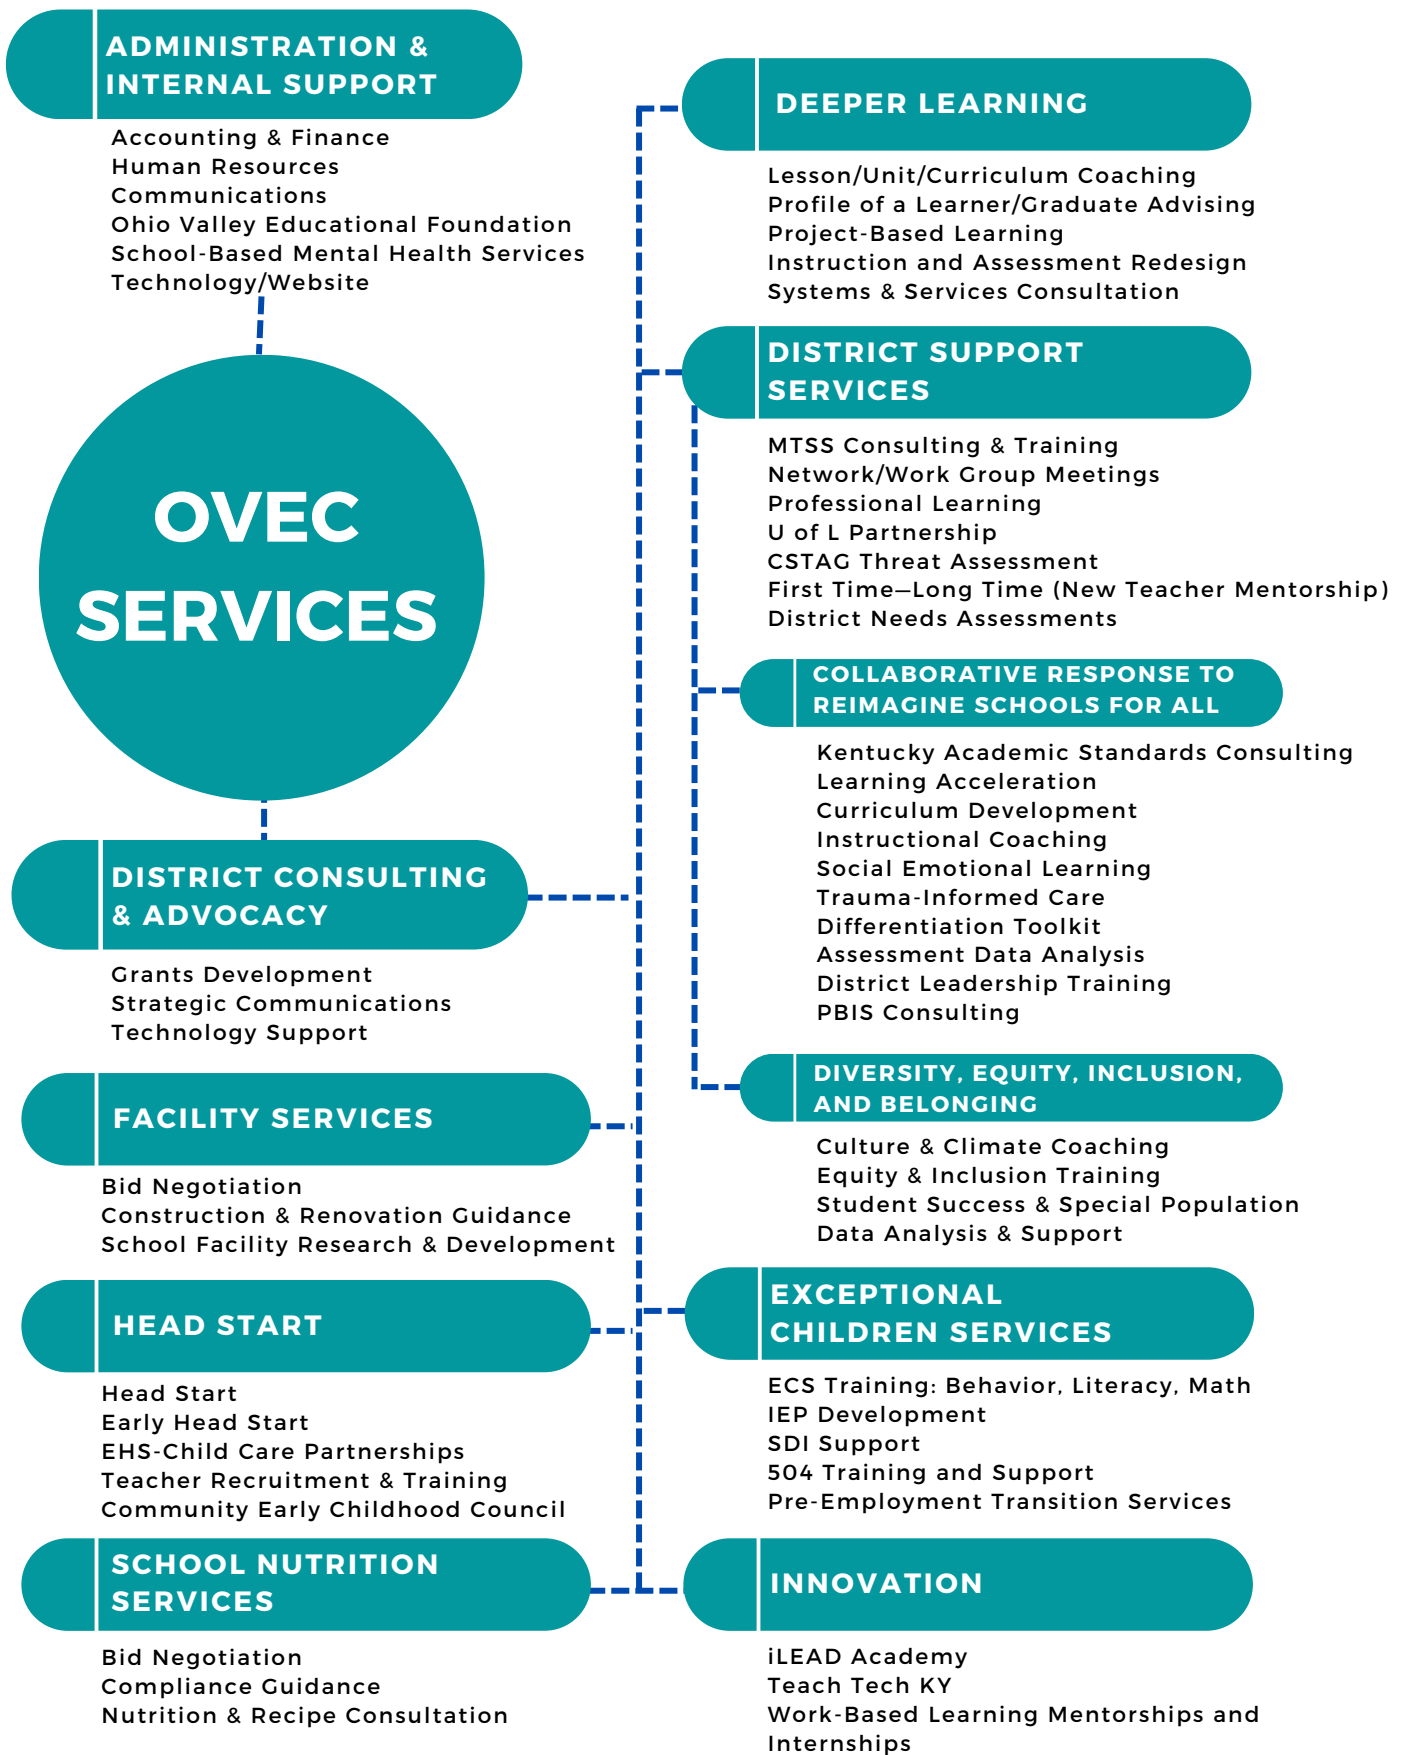 ADMINISTRATION &
INTERNAL SUPPORT
Accounting & Finance
Human Resources
Communications
Ohio Valley Educational Foundation
School-Based Mental Health Services
Technology/Website
OVEC
SERVICES
DISTRICT CONSULTING
& ADVOCACY
Grants Development
Strategic Communications
Technology Support
FACILITY SERVICES
Bid Negotiation
Construction & Renovation Guidance
School Facility Research & Development
HEAD START
Head Start
Early Head Start
EHS-Child Care Partnerships
Teacher Recruitment & Training
Community Early Childhood Council
SCHOOL NUTRITION
SERVICES
Bid Negotiation
Compliance Guidance
Nutrition & Recipe Consultation
DEEPER LEARNING
Lesson/Unit/Curriculum Coaching
Profile of a Learner/Graduate Advising
Project-Based Learning
Instruction and Assessment Redesign
Systems & Services Consultation
DISTRICT SUPPORT
SERVICES
MTSS Consulting & Training
Network/Work Group Meetings
Professional Learning
U of L Partnership
CSTAG Threat Assessment
First Time—Long Time (New Teacher Mentorship)
District Needs Assessments
COLLABORATIVE RESPONSE TO
REIMAGINE SCHOOLS FOR ALL
Kentucky Academic Standards Consulting
Learning Acceleration
Curriculum Development
Instructional Coaching
Social Emotional Learning
Trauma-Informed Care
Differentiation Toolkit
Assessment Data Analysis
District Leadership Training
PBIS Consulting
DIVERSITY, EQUITY, INCLUSION,
AND BELONGING
Culture & Climate Coaching
Equity & Inclusion Training
Student Success & Special Population
Data Analysis & Support
EXCEPTIONAL
CHILDREN SERVICES
ECS Training: Behavior, Literacy, Math
IEP Development
SDI Support
504 Training and Support
Pre-Employment Transition Services
INNOVATION
iLEAD Academy
Teach Tech KY
Work-Based Learning Mentorships and
Internships